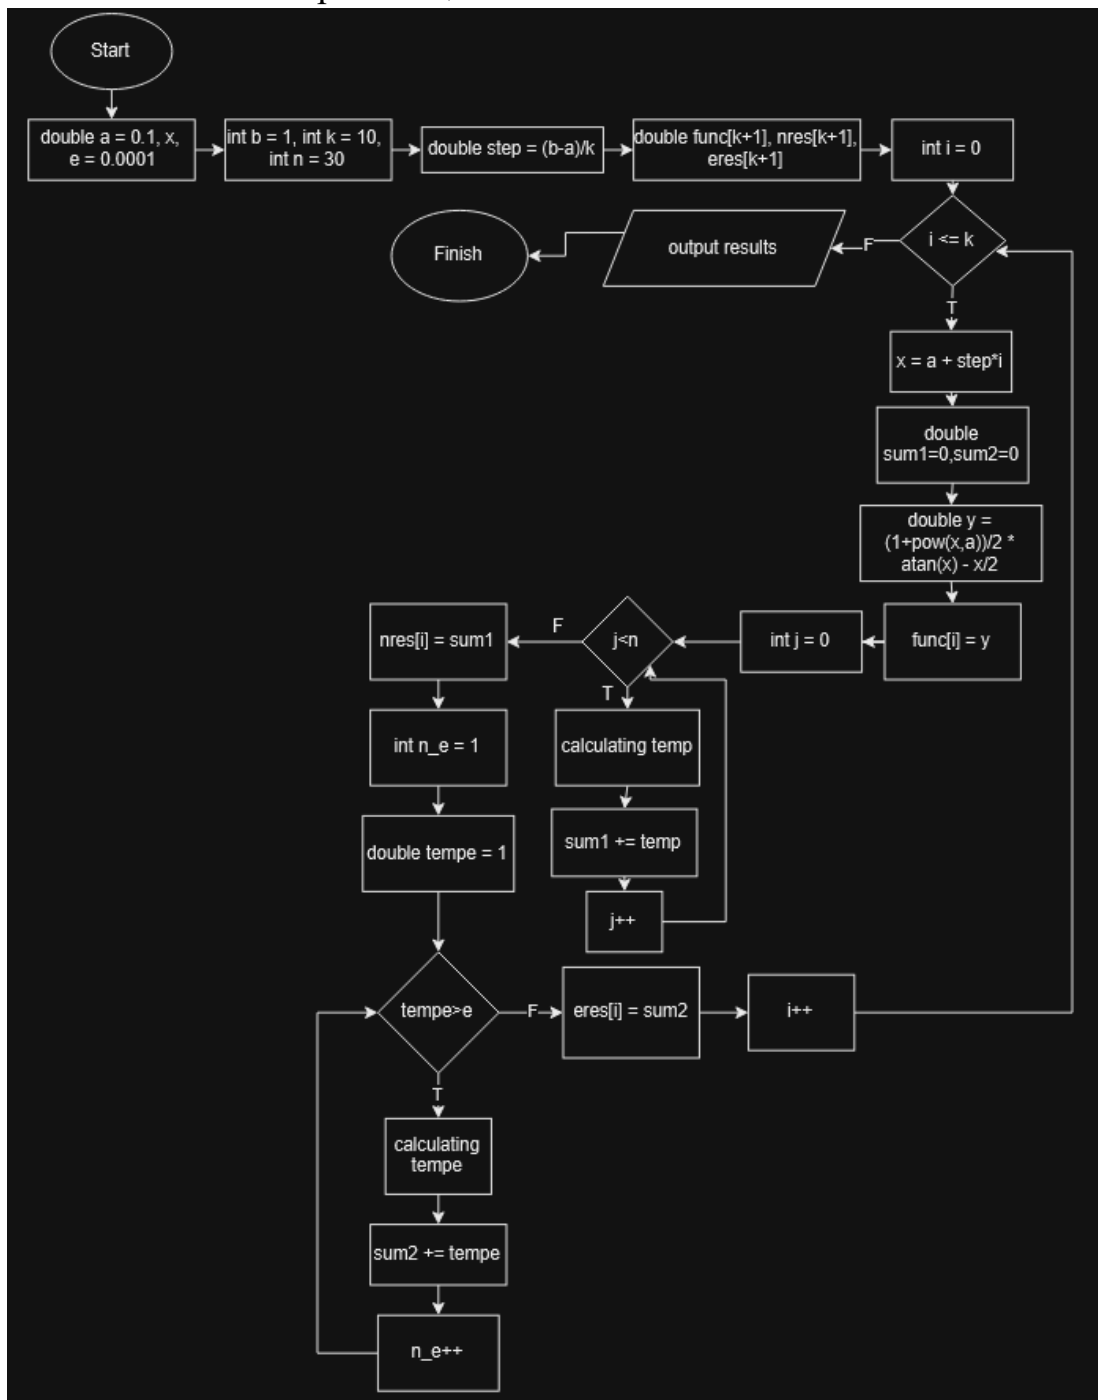 Start
double a = 0.1, x,
e = 0.0001
int b = 1, int k = 10,
int n = 30
double step = (b-a)/k
double func[k+1], nres[k+1],
eres[k+1]
int i = 0
i <= k
F
output results
Finish
T
x = a + step*i
double
sum1=0,sum2=0
double y =
(1+pow(x,a))/2 *
atan(x) - x/2
func[i] = y
int j = 0
j<n
F
nres[i] = sum1
T
calculating temp
sum1 += temp
j++
int n_e = 1
double tempe = 1
tempe>e
F
eres[i] = sum2
i++
T
calculating
tempe
sum2 += tempe
n_e++